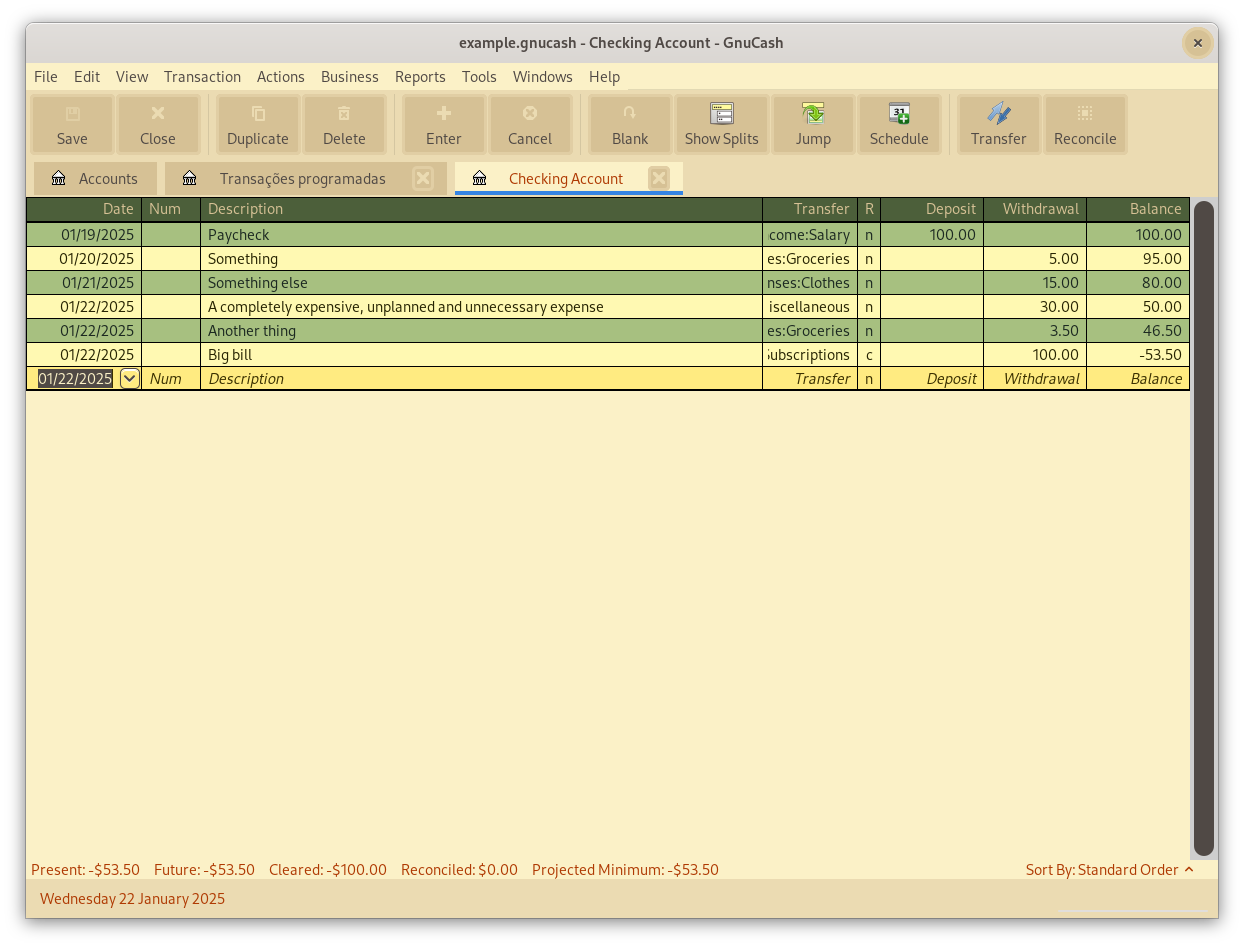 example.gnucash - Checking Account - GnuCash
File Edit View Transaction Actions Business Reports Tools Windows Help
Save Close Duplicate Delete Enter Cancel Blank Show Splits Jump Schedule Transfer Reconcile
Accounts Transações programadas Checking Account
Date Num Description Transfer R Deposit Withdrawal Balance
01/19/2025 Paycheck come:Salary n 100.00 100.00
01/20/2025 Something es:Groceries n 5.00 95.00
01/21/2025 Something else nses:Clothes n 15.00 80.00
01/22/2025 A completely expensive, unplanned and unnecessary expense iscellaneous n 30.00 50.00
01/22/2025 Another thing es:Groceries n 3.50 46.50
01/22/2025 Big bill ubscriptions c 100.00 -53.50
01/22/2025 Num Description Transfer n Deposit Withdrawal Balance
Present: -$53.50 Future: -$53.50 Cleared: -$100.00 Reconciled: $0.00 Projected Minimum: -$53.50 Sort By: Standard Order
Wednesday 22 January 2025